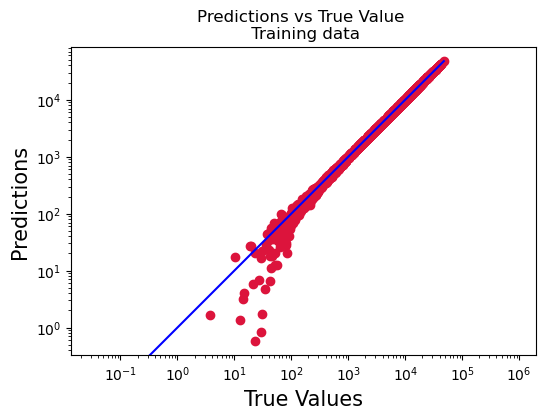 Predictions vs True Value
Training data
Predictions
10⁴
10³
10²
10¹
10⁰
10⁻¹ 10⁰ 10¹ 10² 10³ 10⁴ 10⁵ 10⁶
True Values